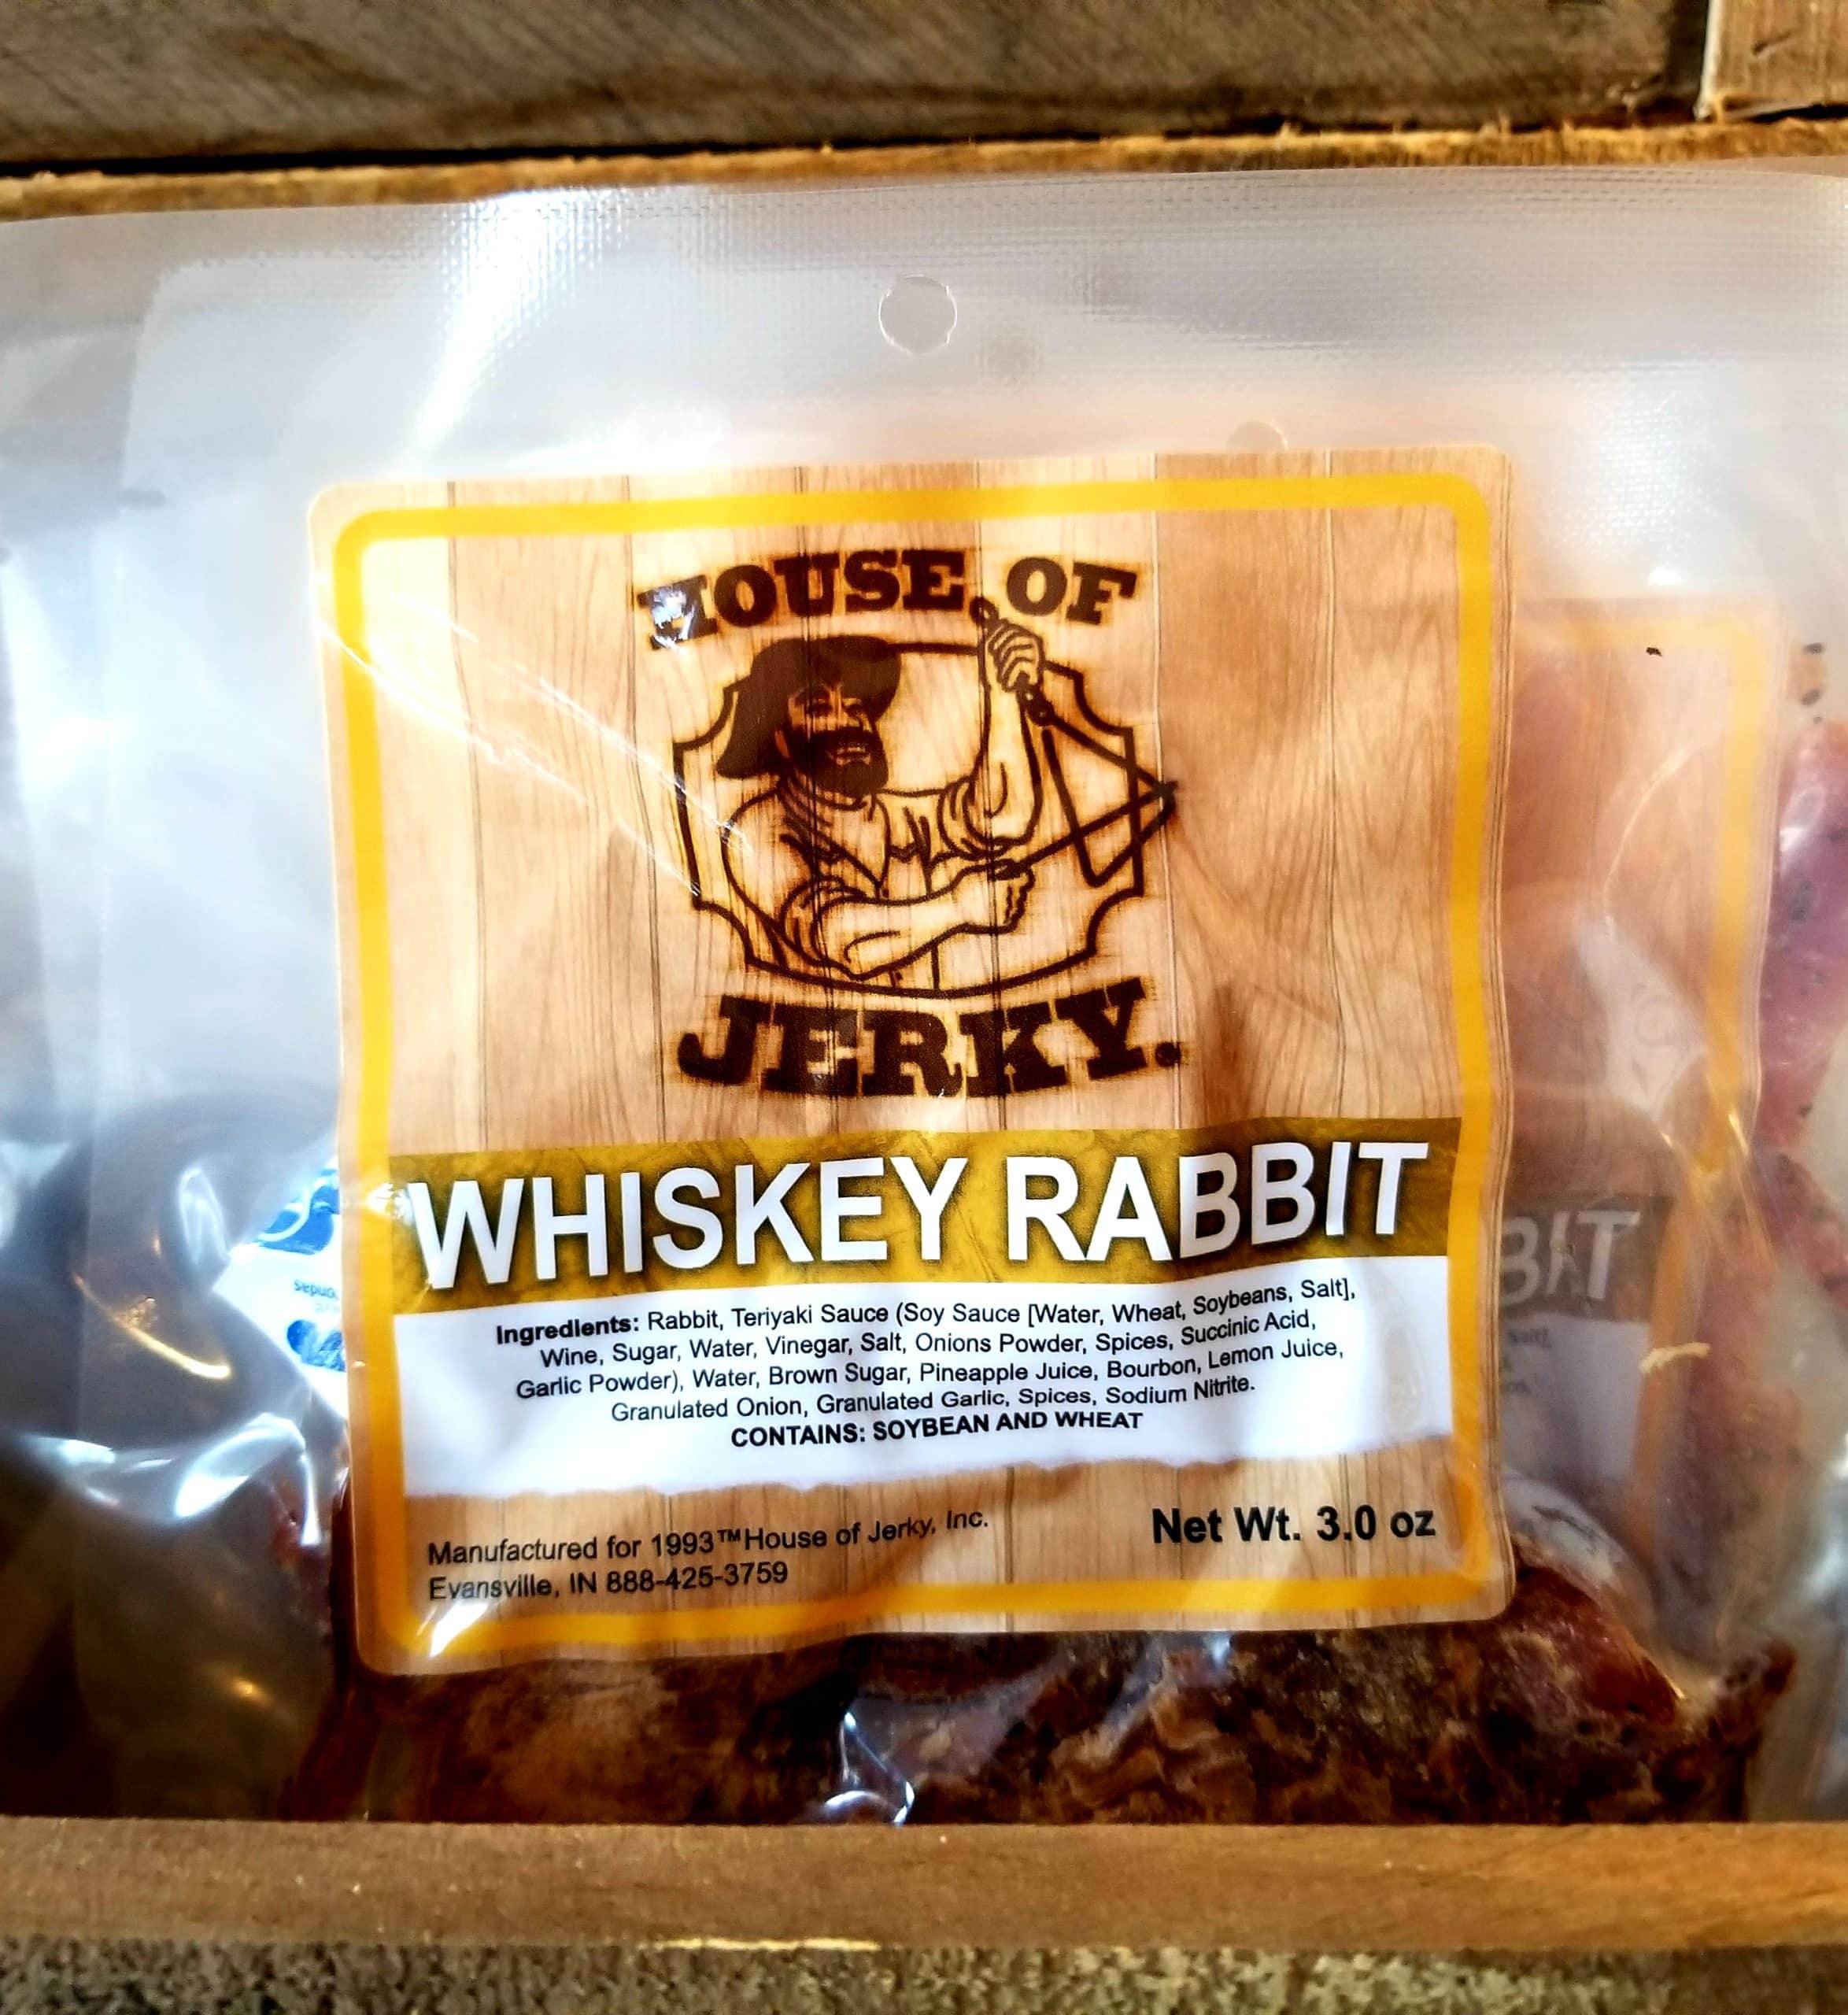 HOUSE OF
JERKY.
WHISKEY RABBIT
Ingredients: Rabbit, Teriyaki Sauce (Soy Sauce [Water, Wheat, Soybeans, Salt],
Wine, Sugar, Water, Vinegar, Salt, Onions Powder, Spices, Succinic Acid,
Garlic Powder), Water, Brown Sugar, Pineapple Juice, Bourbon, Lemon Juice,
Granulated Onion, Granulated Garlic, Spices, Sodium Nitrite.
CONTAINS: SOYBEAN AND WHEAT
Manufactured for 1993™House of Jerky, Inc.
Evansville, IN 888-425-3759
Net Wt. 3.0 oz
BIT